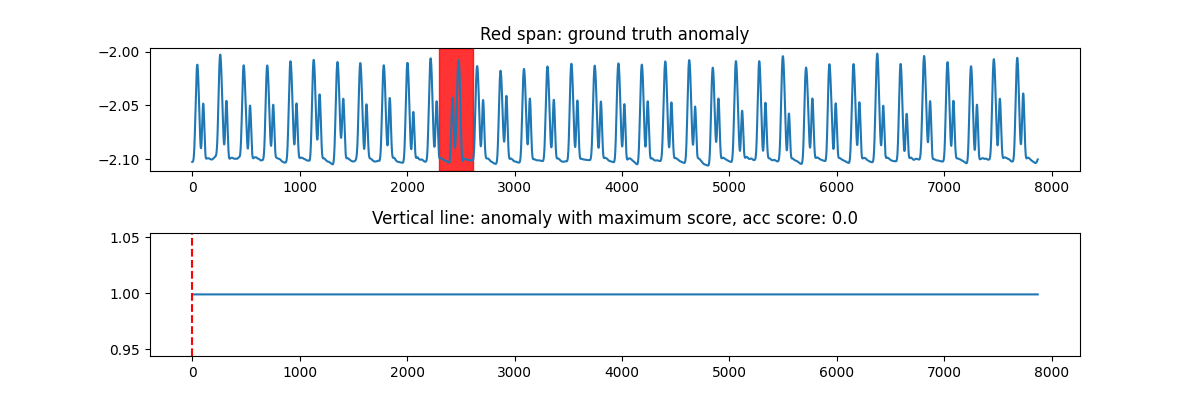 Red span: ground truth anomaly
−2.00
−2.05
−2.10
0 1000 2000 3000 4000 5000 6000 7000 8000
Vertical line: anomaly with maximum score, acc score: 0.0
1.05
1.00
0.95
0 1000 2000 3000 4000 5000 6000 7000 8000